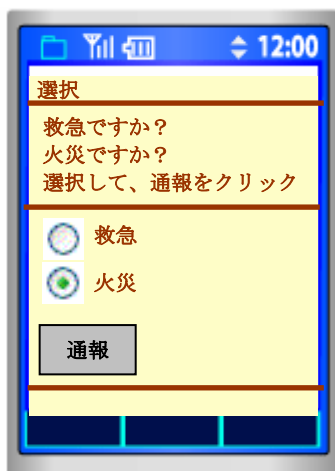 12:00
選択
救急ですか？
火災ですか？
選択して、通報をクリック
救急
火災
通報